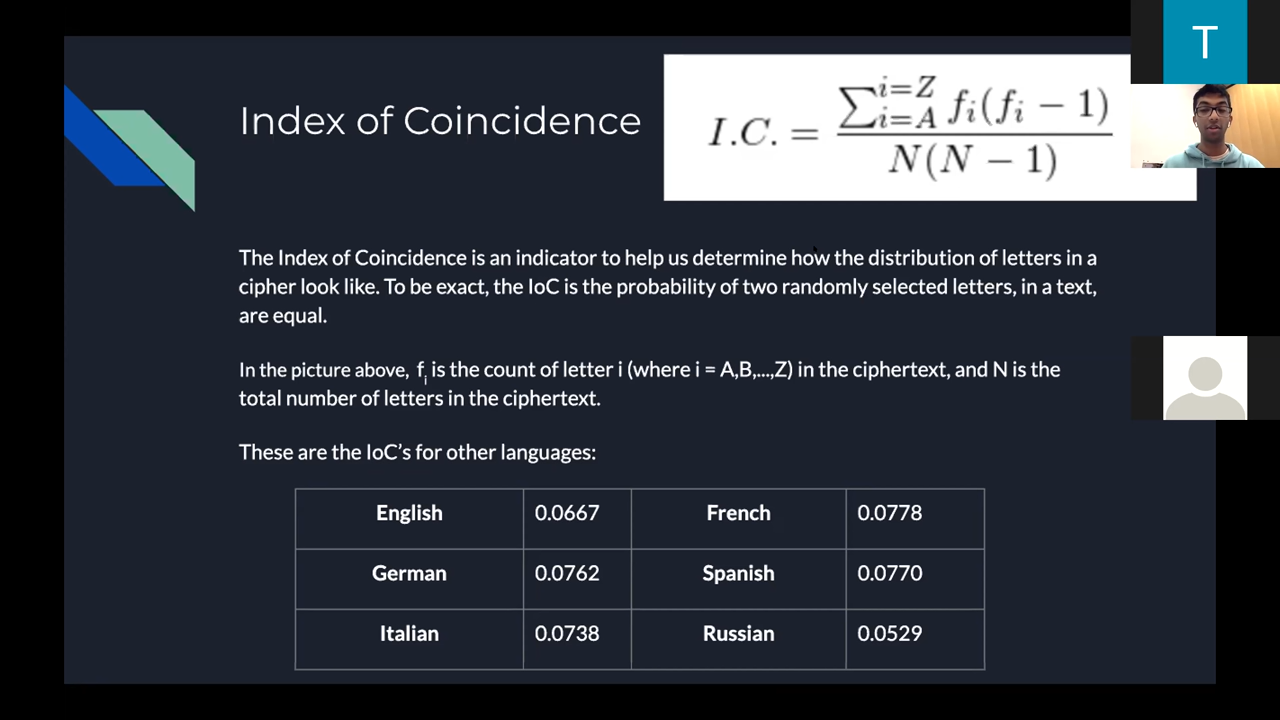 Index of Coincidence
I.C. = \frac{\sum_{i=A}^{i=Z} f_i(f_i - 1)}{N(N - 1)}
T
The Index of Coincidence is an indicator to help us determine how the distribution of letters in a
cipher look like. To be exact, the IoC is the probability of two randomly selected letters, in a text,
are equal.
In the picture above, f_i is the count of letter i (where i = A,B,...,Z) in the ciphertext, and N is the
total number of letters in the ciphertext.
These are the IoC’s for other languages:
English 0.0667 French 0.0778
German 0.0762 Spanish 0.0770
Italian 0.0738 Russian 0.0529